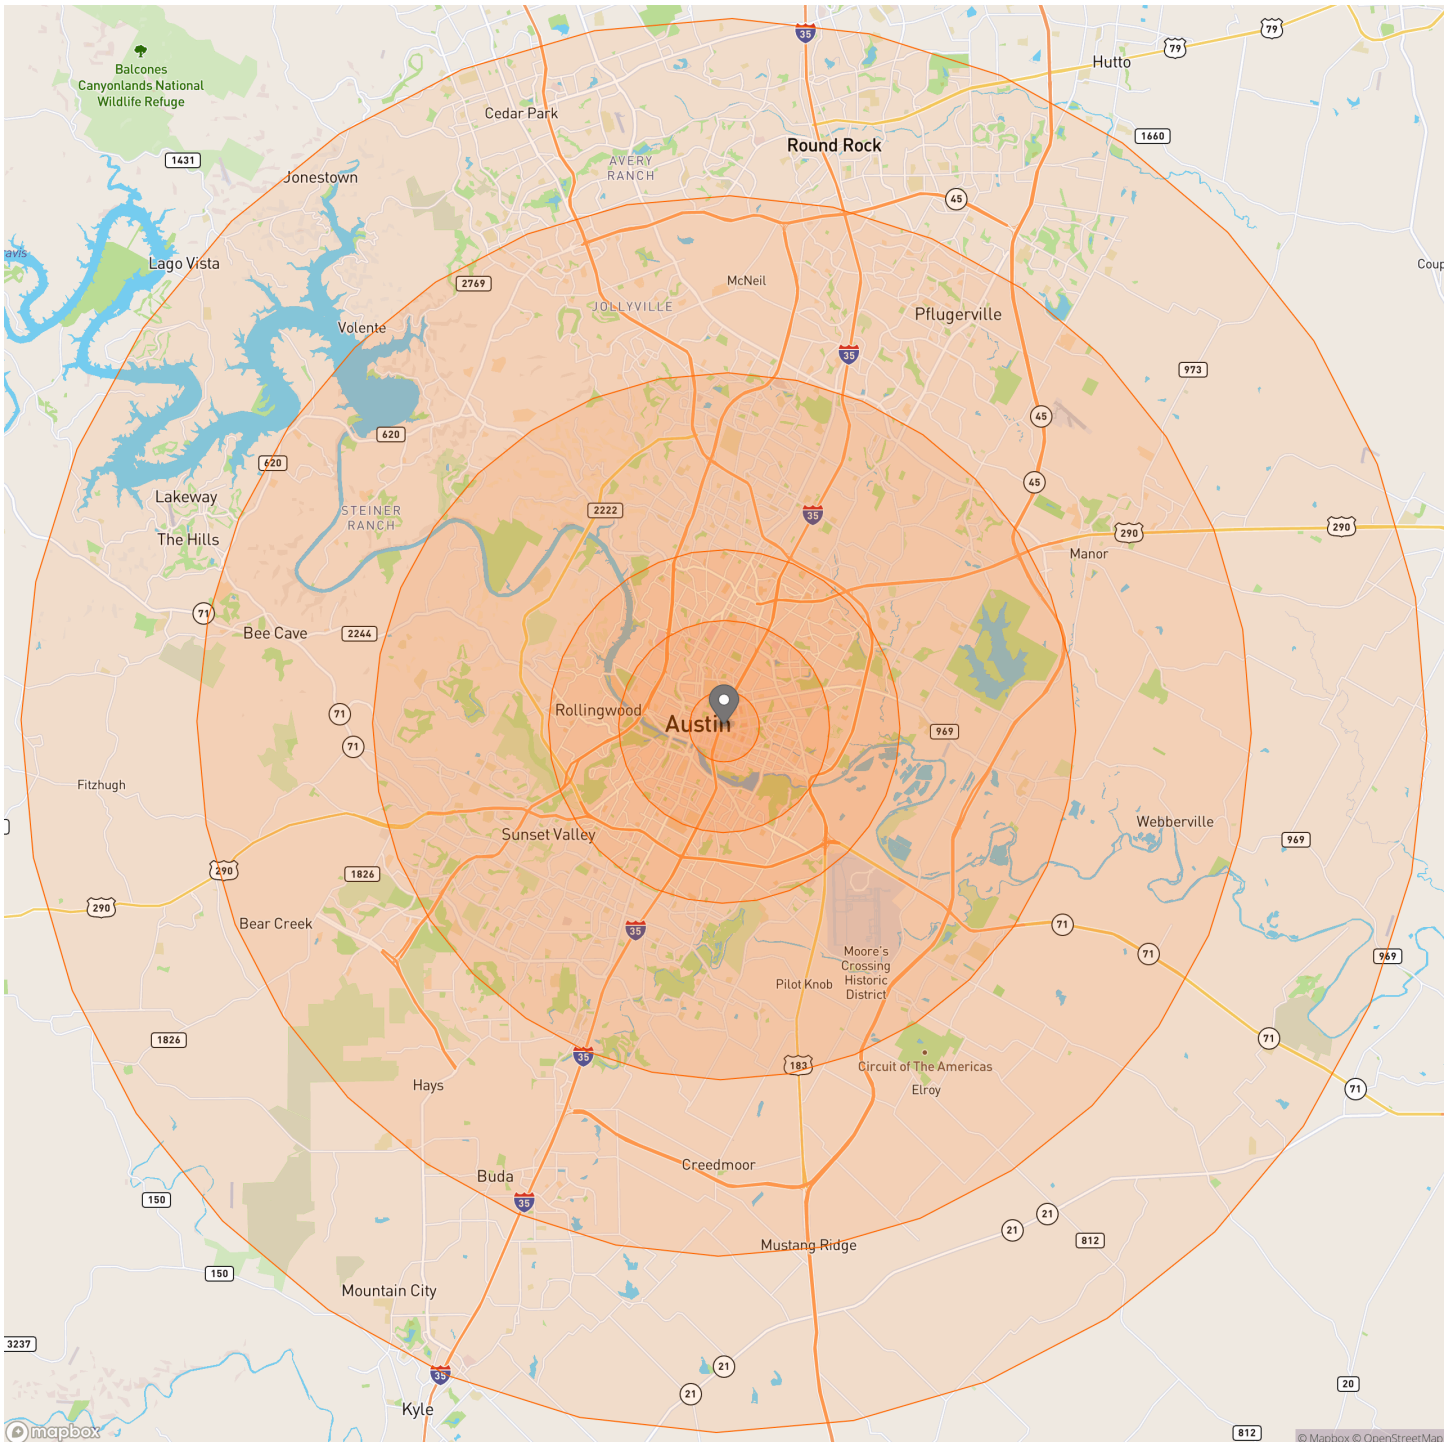 35
79
79
Hutto
Balcones
Canyonlands National
Wildlife Refuge
Cedar Park
1660
Round Rock
1431
AVERY
RANCH
Jonestown
45
ravis
Lago Vista
Coup
2769
McNeil
JOLLYVILLE
Pflugerville
Volente
35
973
45
620
620
45
Lakeway
STEINER
RANCH
2222
35
290
290
The Hills
Manor
71
Bee Cave
2244
Rollingwood
71
Austin
969
71
Fitzhugh
Webberville
Sunset Valley
969
290
1826
290
Bear Creek
35
71
Moore's
Crossing
Historic
District
71
969
Pilot Knob
1826
71
35
183
Circuit of The Americas
Hays
Elroy
71
Creedmoor
Buda
150
35
21
21
812
Mustang Ridge
150
Mountain City
3237
21
35
20
21
Kyle
mapbox
812
© Mapbox © OpenStreetMap